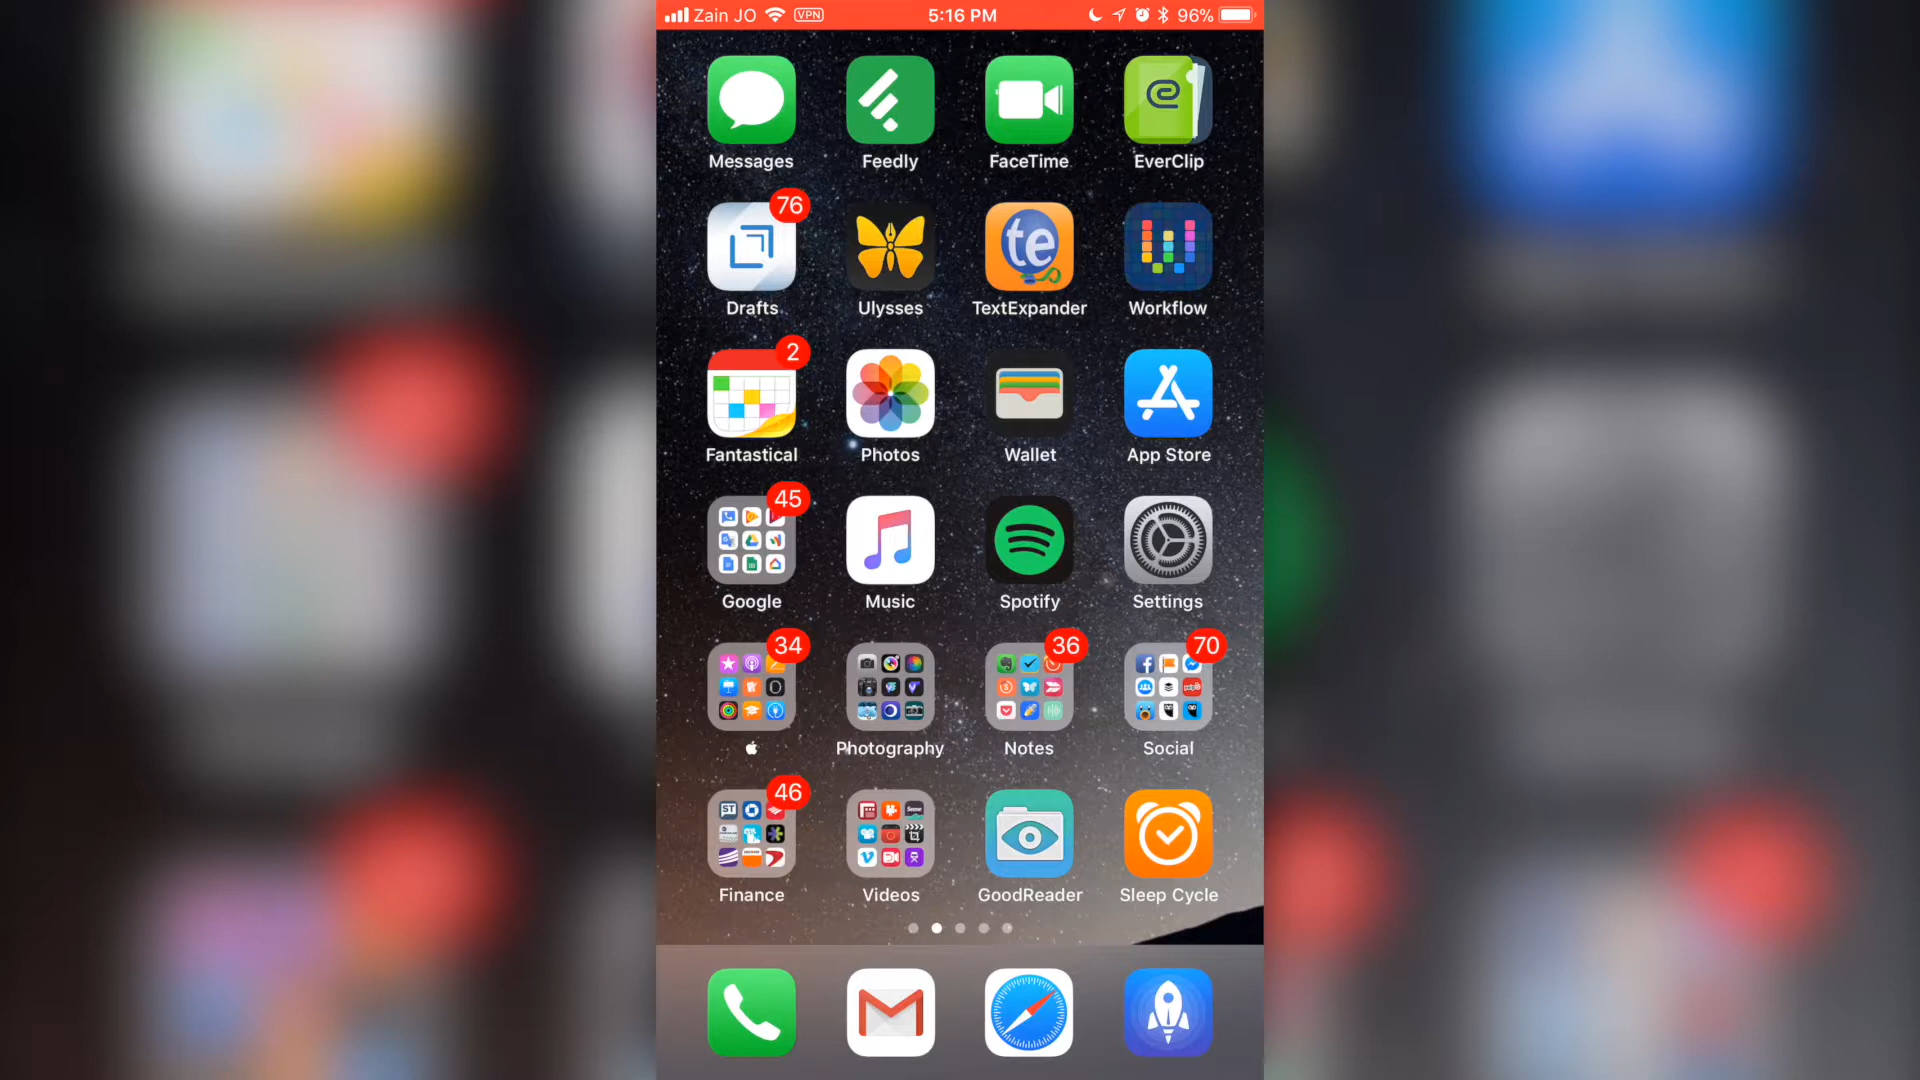 Zain JO VPN 5:16 PM 96%
Messages Feedly FaceTime EverClip
76
te
Drafts Ulysses TextExpander Workflow
2
Fantastical Photos Wallet App Store
45
Google Music Spotify Settings
34 36 70
Photography Notes Social
46
ST
Finance Videos GoodReader Sleep Cycle